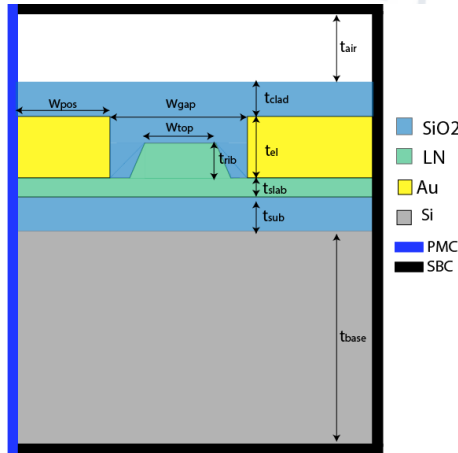 tair
wpos
wgap
tclad
wtop
trib
tel
tslab
tsub
tbase
SiO2
LN
Au
Si
PMC
SBC